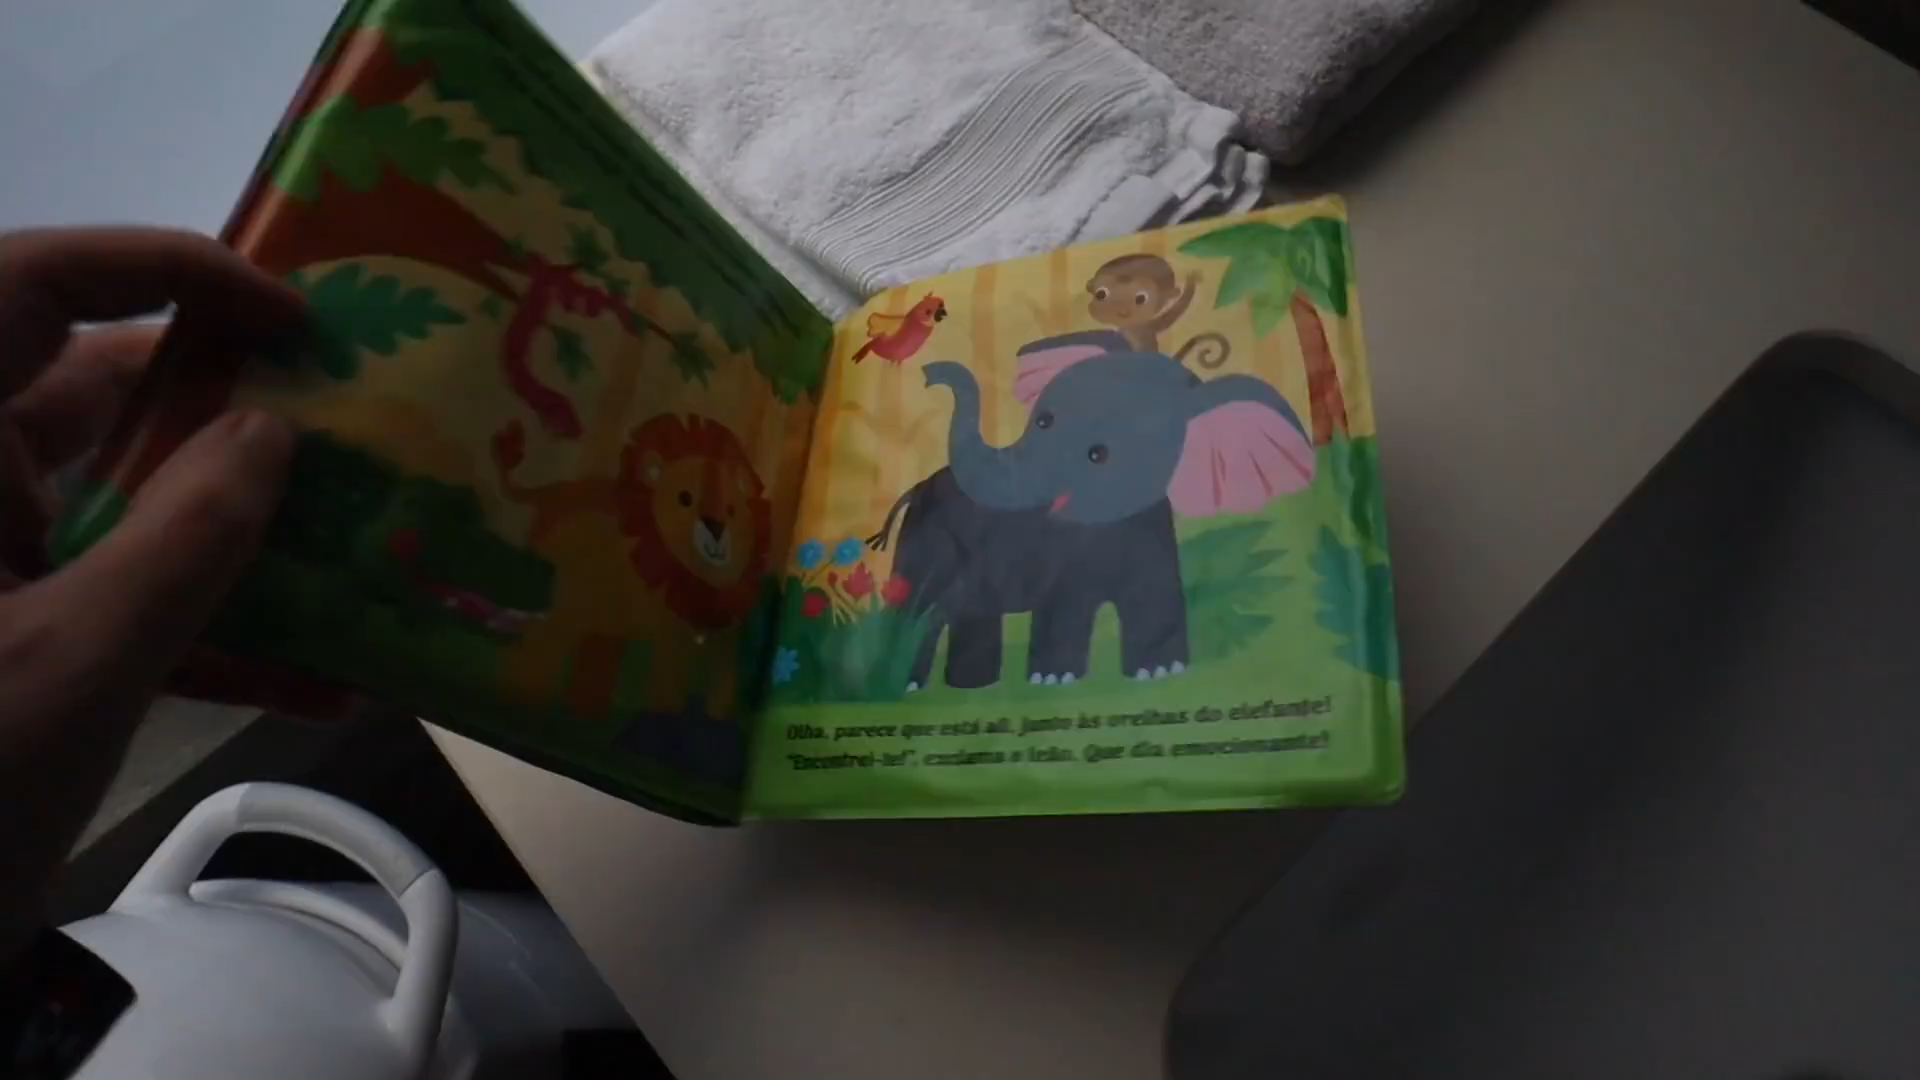 Olha, parece que está ali, junto às orelhas do elefante!
"Encontrei-te!", exclama o leão. Que dia emocionante!